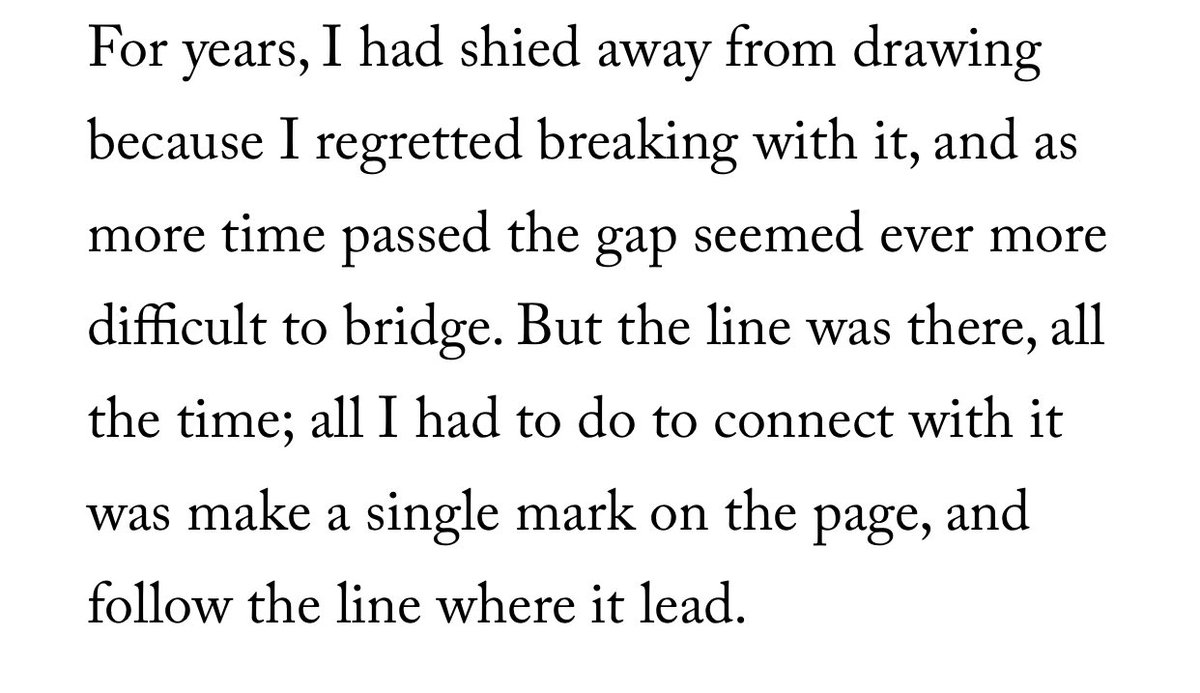 For years, I had shied away from drawing
because I regretted breaking with it, and as
more time passed the gap seemed ever more
difficult to bridge. But the line was there, all
the time; all I had to do to connect with it
was make a single mark on the page, and
follow the line where it lead.